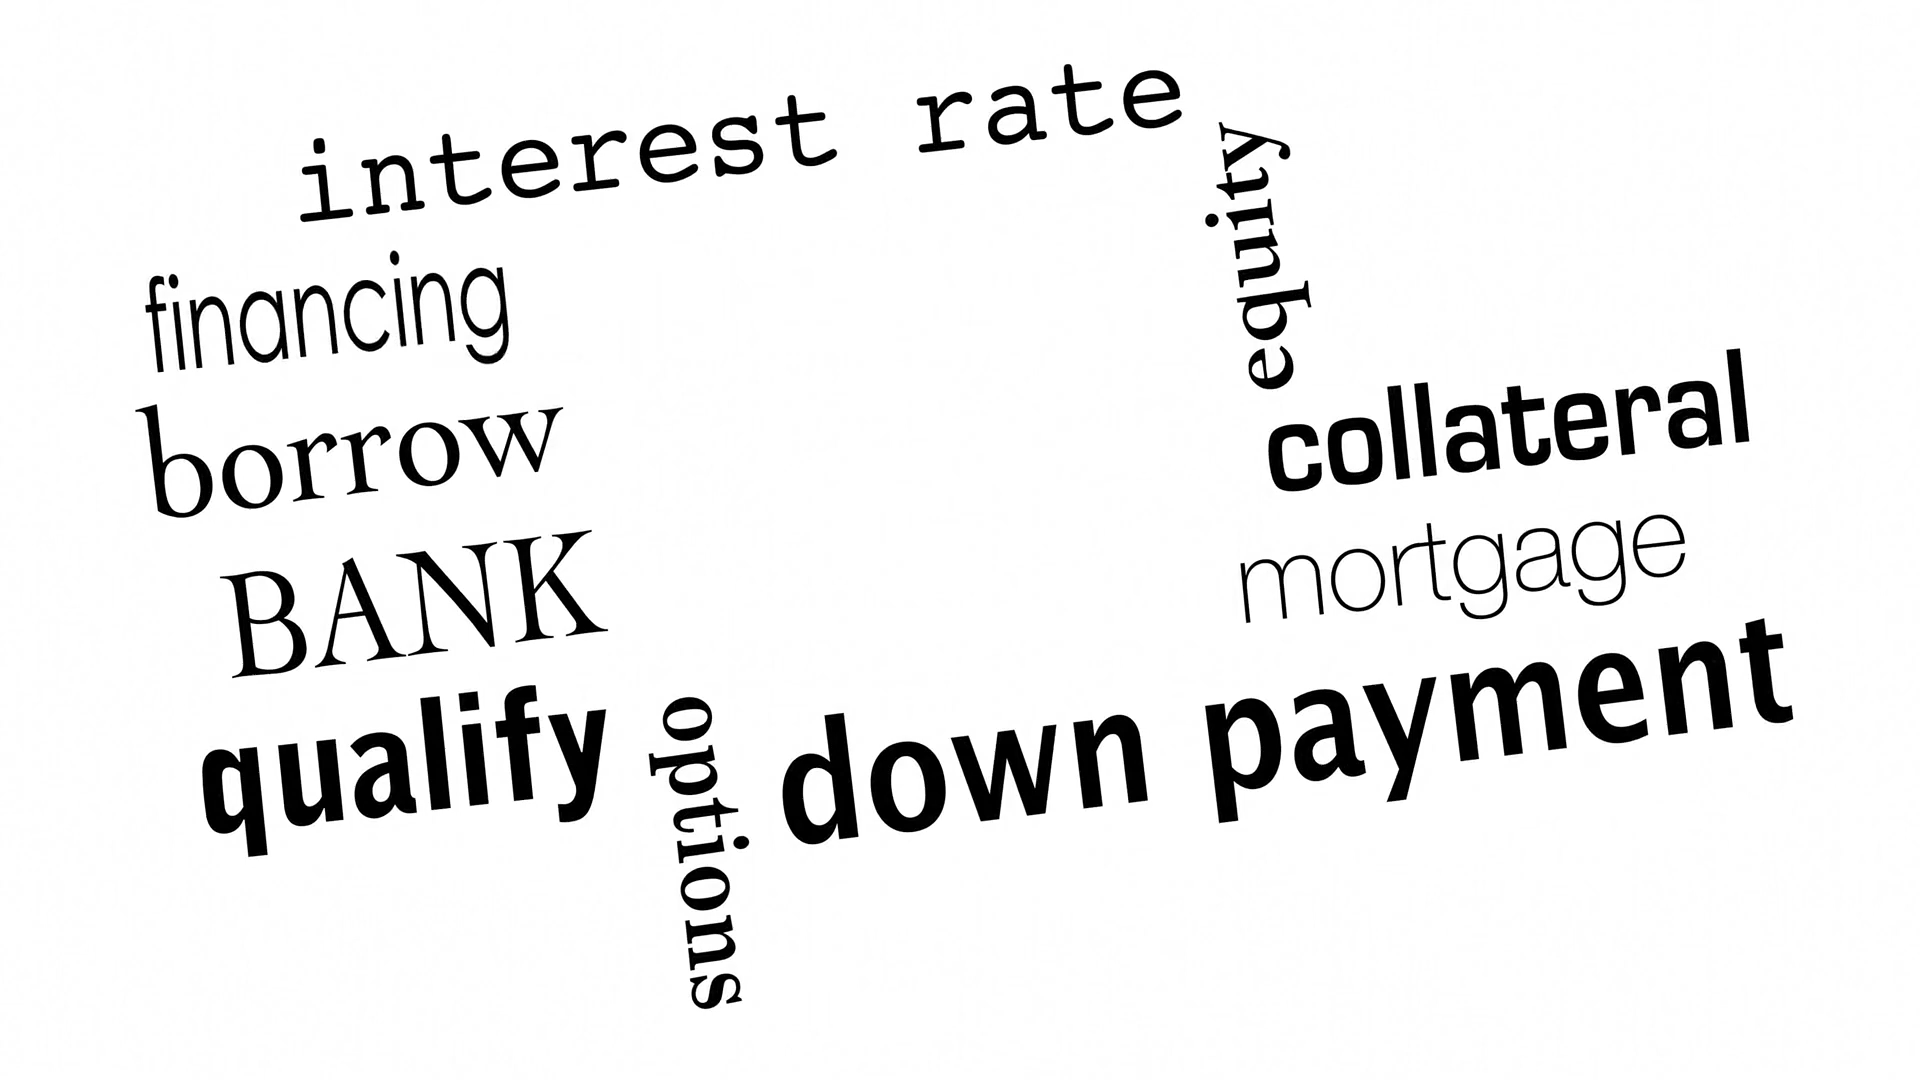 interest rate
equity
financing
borrow
collateral
BANK
mortgage
qualify
options
down payment